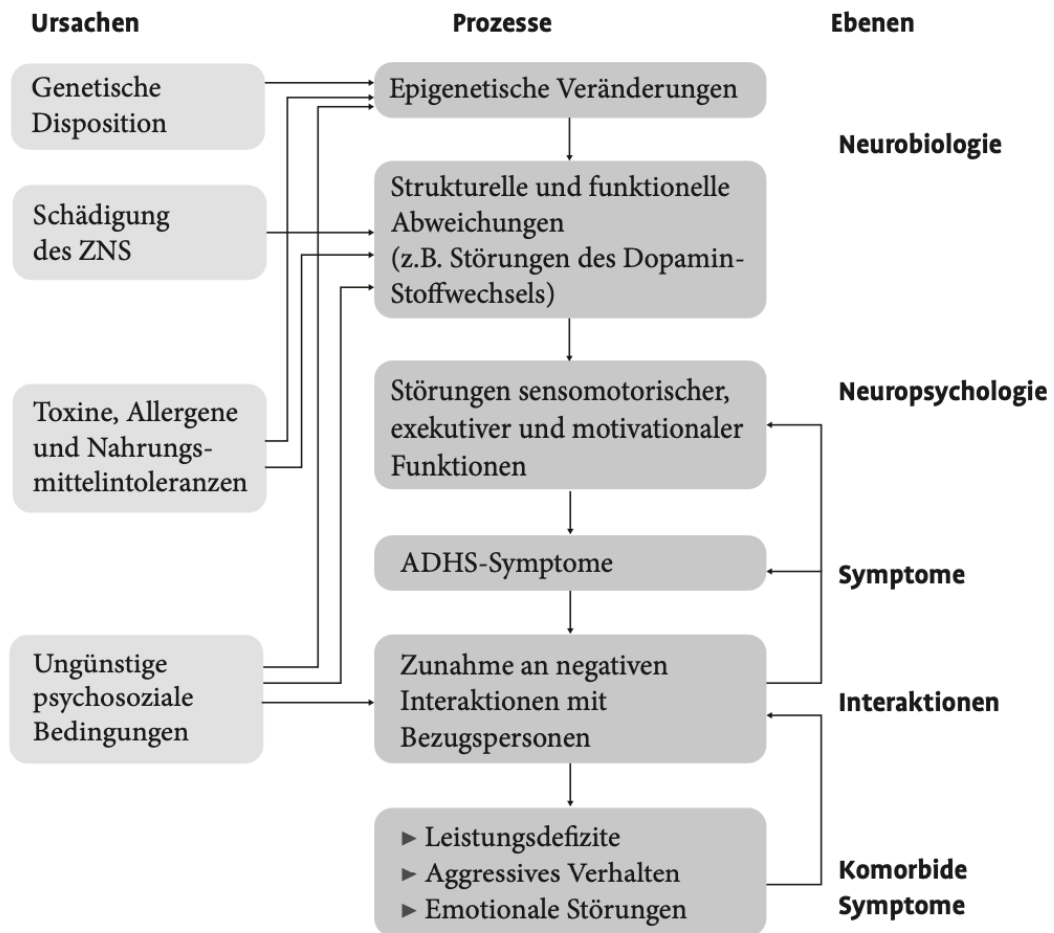 Ursachen
Prozesse
Ebenen
Genetische
Disposition
Epigenetische Veränderungen
Neurobiologie
Schädigung
des ZNS
Strukturelle und funktionelle
Abweichungen
(z.B. Störungen des Dopamin-
Stoffwechsels)
Toxine, Allergene
und Nahrungs-
mittelintoleranzen
Störungen sensomotorischer,
exekutiver und motivationaler
Funktionen
Neuropsychologie
ADHS-Symptome
Symptome
Ungünstige
psychosoziale
Bedingungen
Zunahme an negativen
Interaktionen mit
Bezugspersonen
Interaktionen
► Leistungsdefizite
► Aggressives Verhalten
► Emotionale Störungen
Komorbide
Symptome